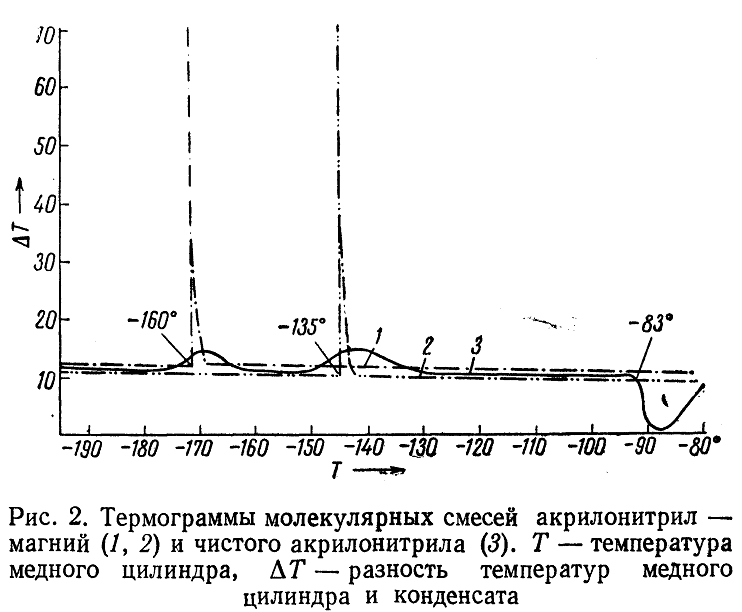 70
60
50
40
30
20
10
ΔT
-160°
-135°
1
2
3
-83°
-190 -180 -170 -160 -150 -140 -130 -120 -110 -100 -90 -80°
T
Рис. 2. Термограммы молекулярных смесей акрилонитрил —
магний (1, 2) и чистого акрилонитрила (3). T — температура
медного цилиндра, ΔT — разность температур медного
цилиндра и конденсата